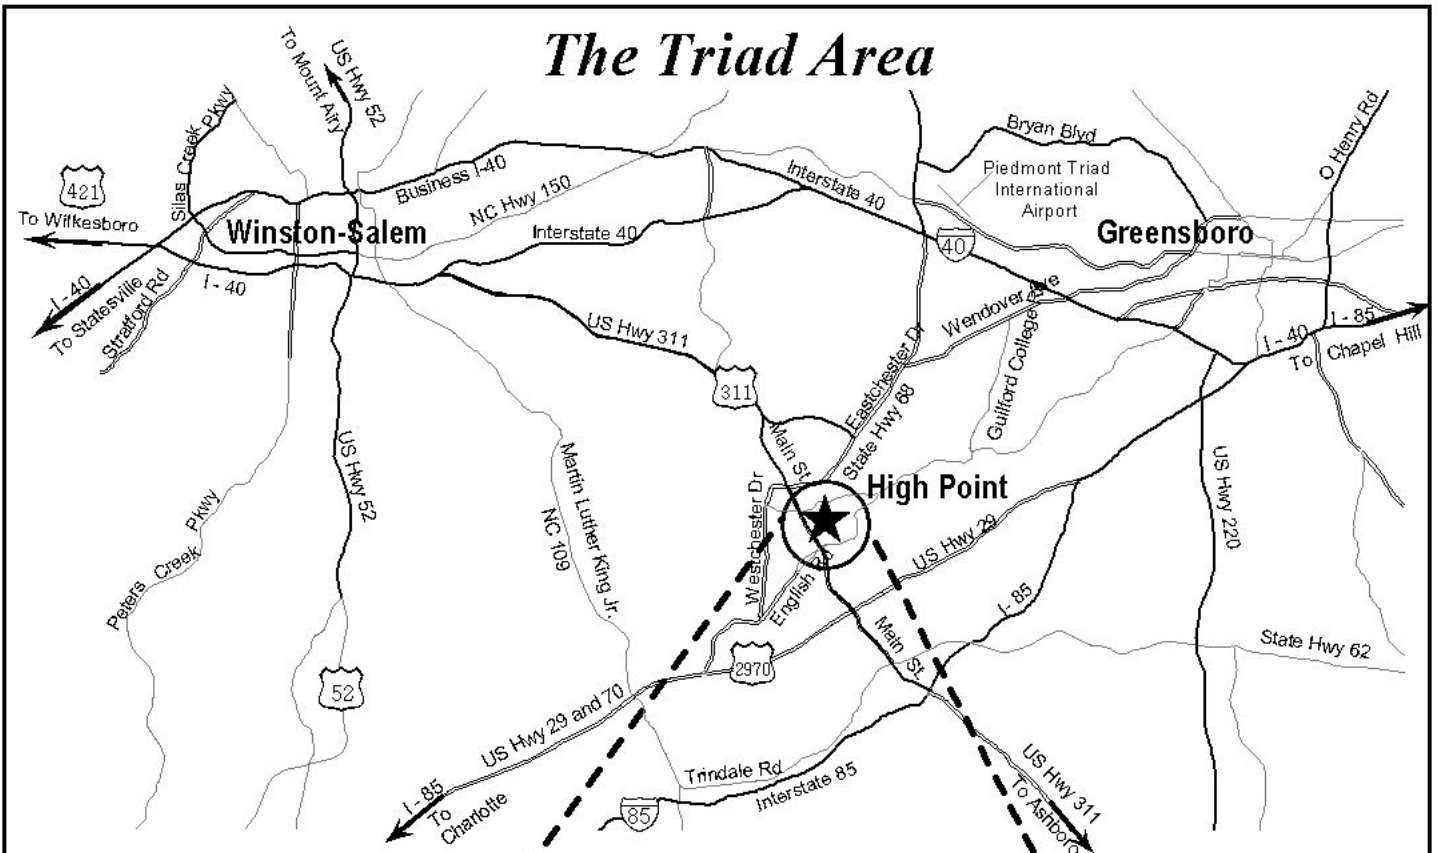 The Triad Area
To Mount Airy
US Hwy 52
Silas Creek Pkwy
421
To Wilkesboro
Business I-40
NC Hwy 150
Interstate 40
Bryan Blvd
O Henry Rd
Piedmont Triad
International
Airport
Winston-Salem
Interstate 40
40
Greensboro
I - 40
To Statesville
Stratford Rd
I - 40
US Hwy 311
Wendover Ave
Guilford College
I - 40
I - 85
To Chapel Hill
311
Eastchester Dr
State Hwy 68
Main St.
High Point
US Hwy 52
Martin Luther King Jr.
NC 109
Westchester Dr
English Rd
US Hwy 29
US Hwy 220
Peters Creek Pkwy
I - 85
Main St.
State Hwy 62
2970
52
US Hwy 29 and 70
Trindale Rd
Interstate 85
85
I - 85
To
Charlotte
US Hwy 311
To Ashboro